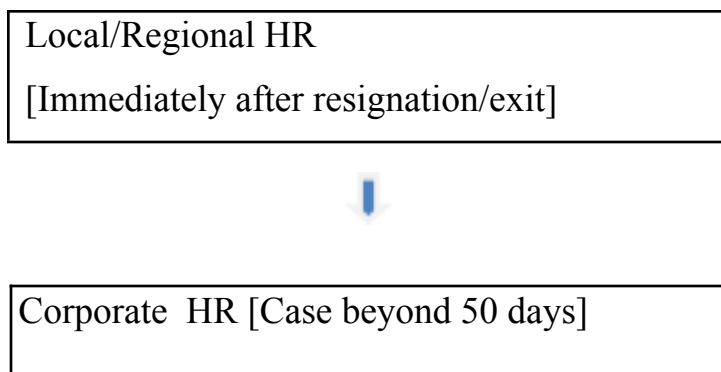 Local/Regional HR
[Immediately after resignation/exit]
Corporate  HR [Case beyond 50 days]